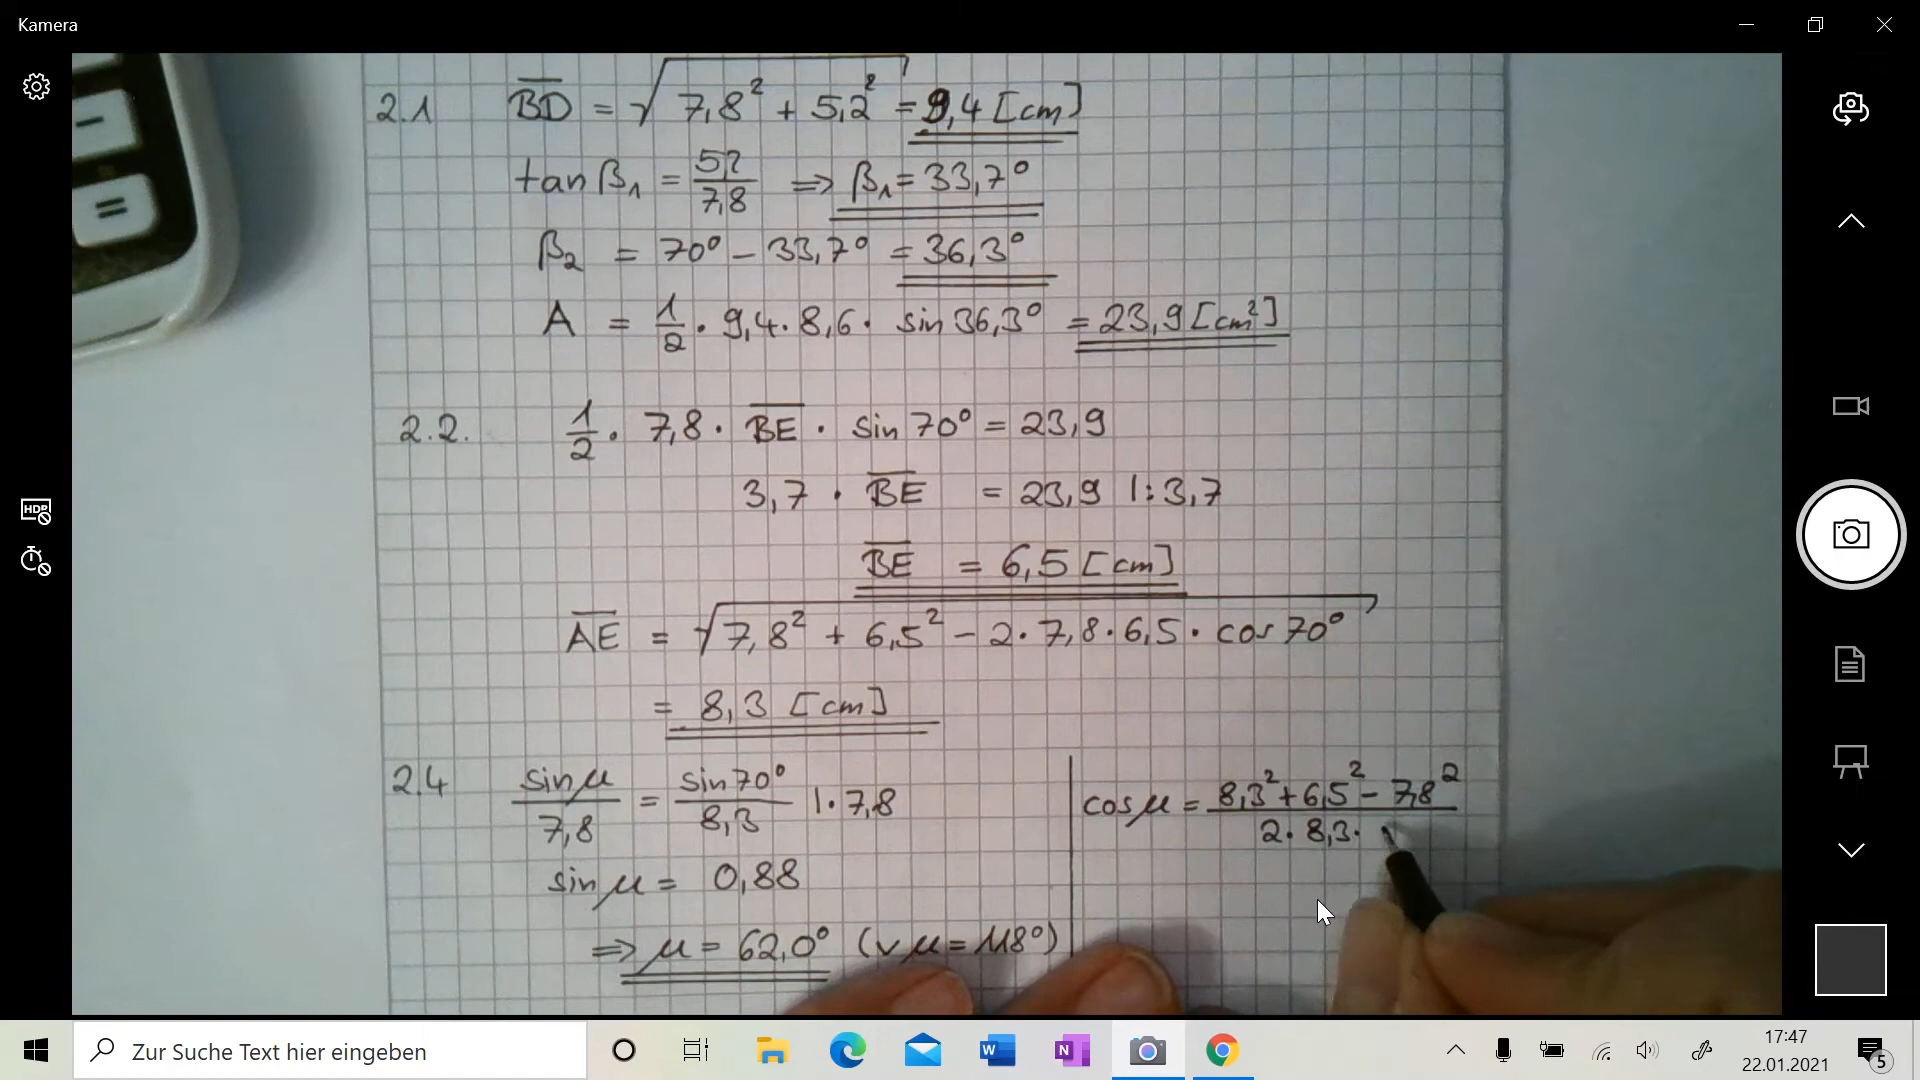 Kamera
2.1 BD = √7,8² + 5,2² = 9,4 [cm]
tan β₁ = 5,2/7,8 ⇒ β₁ = 33,7°
β₂ = 70° − 33,7° = 36,3°
A = 1/2 · 9,4 · 8,6 · sin 36,3° = 23,9 [cm²]
2.2. 1/2 · 7,8 · BE · sin 70° = 23,9
3,7 · BE = 23,9 |: 3,7
BE = 6,5 [cm]
AE = √7,8² + 6,5² − 2 · 7,8 · 6,5 · cos 70°
= 8,3 [cm]
2.4 sin μ/7,8 = sin 70°/8,3 | · 7,8
sin μ = 0,88
⇒ μ = 62,0° (v μ = 118°)
cos μ = 8,3² + 6,5² − 7,8²/2 · 8,3 ·
HDR
Zur Suche Text hier eingeben
17:47
22.01.2021
5